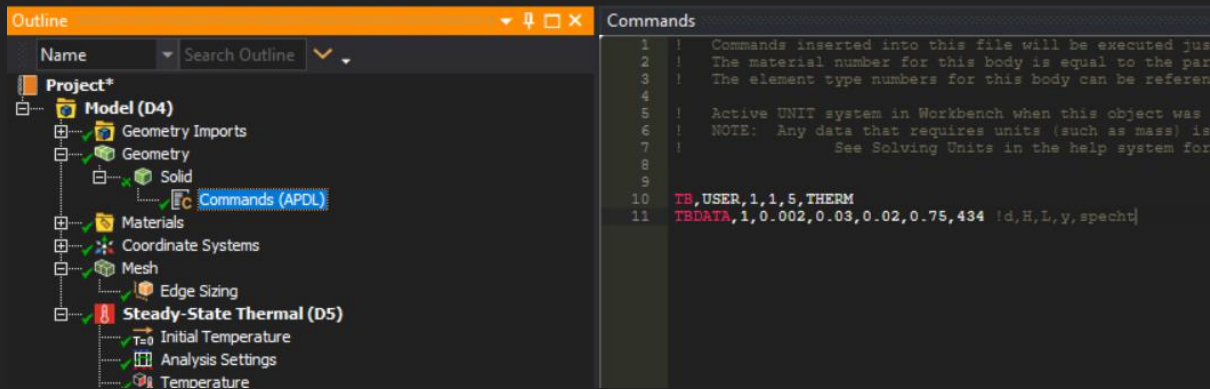 Outline
Name
Search Outline
Project*
Model (D4)
Geometry Imports
Geometry
Solid
Commands (APDL)
Materials
Coordinate Systems
Mesh
Edge Sizing
Steady-State Thermal (D5)
T=0 Initial Temperature
Analysis Settings
Temperature
Commands
1 ! Commands inserted into this file will be executed jus
2 ! The material number for this body is equal to the par
3 ! The element type numbers for this body can be referen
4
5 ! Active UNIT system in Workbench when this object was
6 ! NOTE: Any data that requires units (such as mass) is
7 ! See Solving Units in the help system for
8
9
10 TB,USER,1,1,5,THERM
11 TBDATA,1,0.002,0.03,0.02,0.75,434 !d,H,L,y,specht